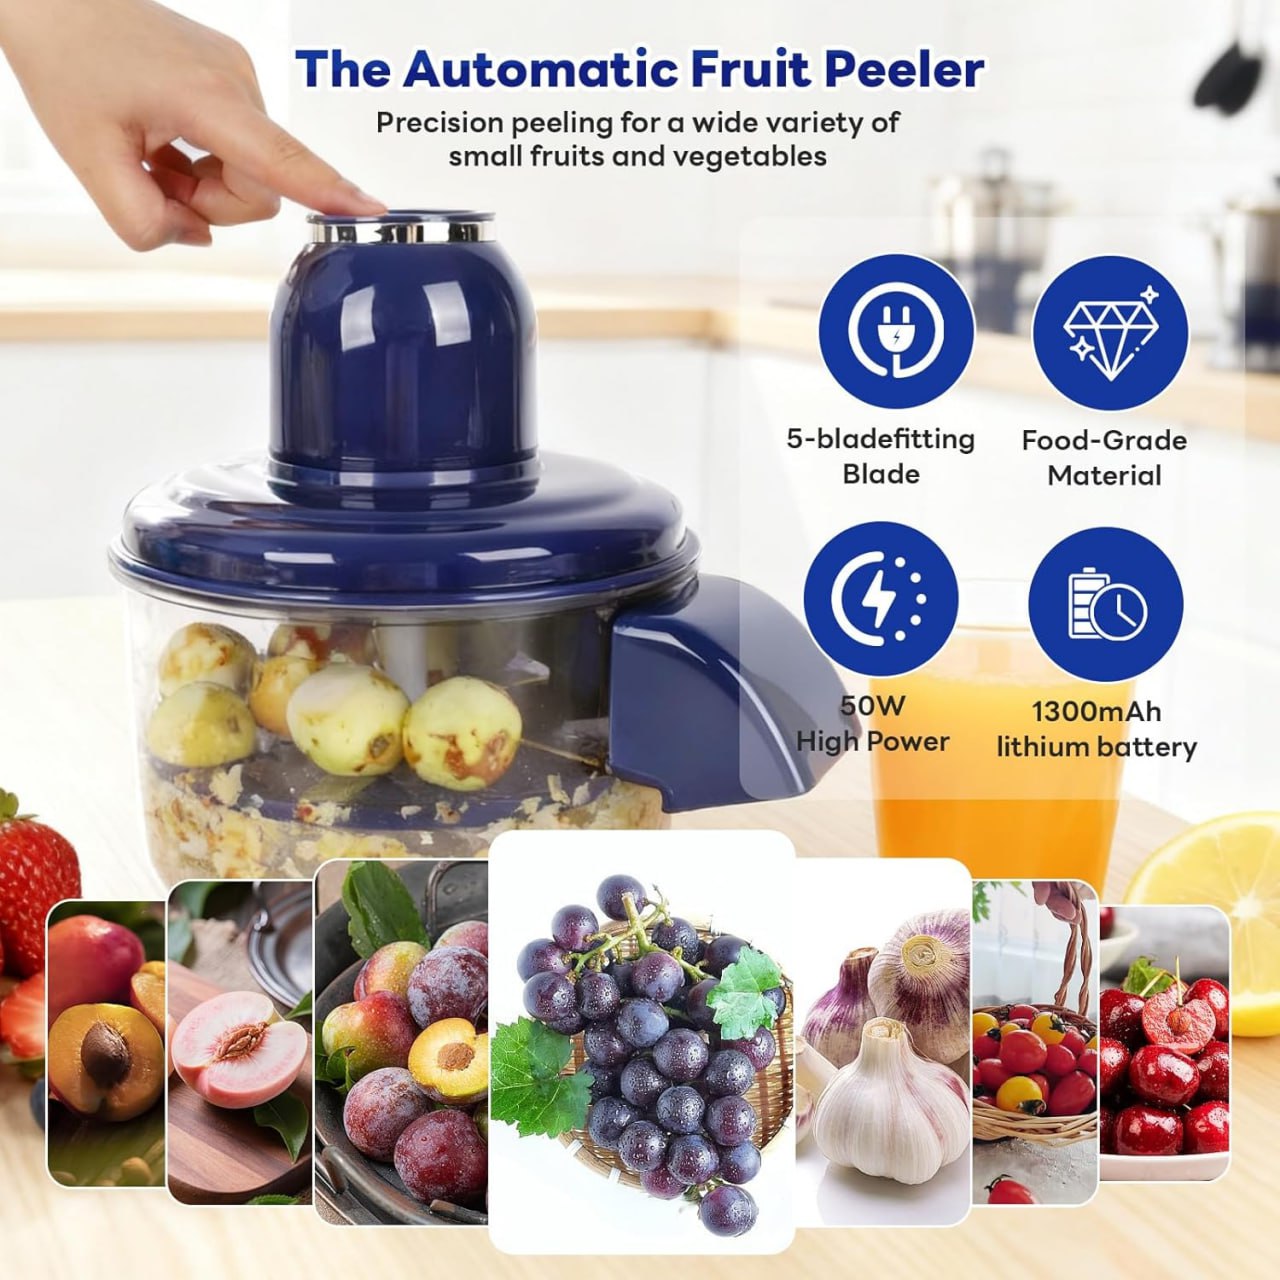 The Automatic Fruit Peeler
Precision peeling for a wide variety of
small fruits and vegetables
5-bladefitting
Blade
Food-Grade
Material
50W
High Power
1300mAh
lithium battery